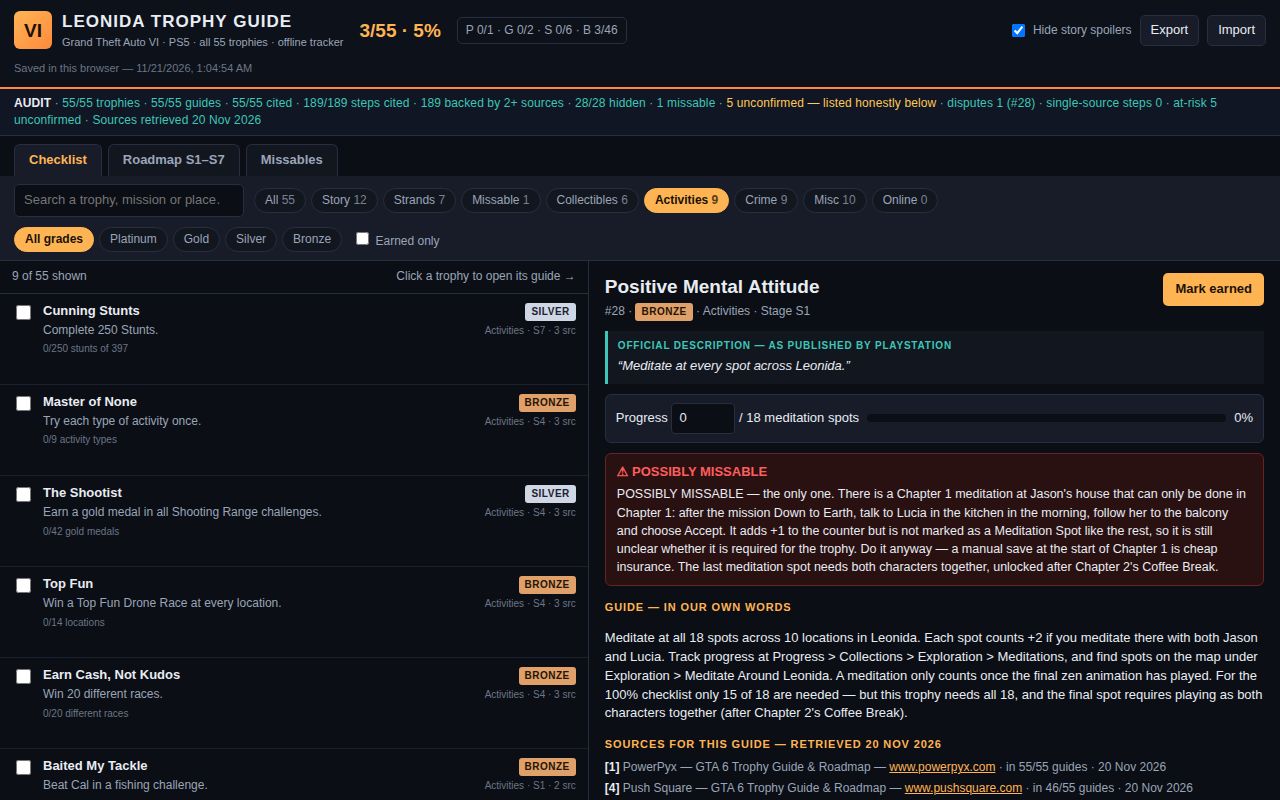 VI
LEONIDA TROPHY GUIDE
Grand Theft Auto VI · PS5 · all 55 trophies · offline tracker
3/55 · 5%
P 0/1 · G 0/2 · S 0/6 · B 3/46
Hide story spoilers
Export
Import
Saved in this browser — 11/21/2026, 1:04:54 AM
AUDIT · 55/55 trophies · 55/55 guides · 55/55 cited · 189/189 steps cited · 189 backed by 2+ sources · 28/28 hidden · 1 missable · 5 unconfirmed — listed honestly below · disputes 1 (#28) · single-source steps 0 · at-risk 5
unconfirmed · Sources retrieved 20 Nov 2026
Checklist
Roadmap S1–S7
Missables
Search a trophy, mission or place.
All 55
Story 12
Strands 7
Missable 1
Collectibles 6
Activities 9
Crime 9
Misc 10
Online 0
All grades
Platinum
Gold
Silver
Bronze
Earned only
9 of 55 shown
Click a trophy to open its guide →
Cunning Stunts
SILVER
Complete 250 Stunts.
Activities · S7 · 3 src
0/250 stunts of 397
Master of None
BRONZE
Try each type of activity once.
Activities · S4 · 3 src
0/9 activity types
The Shootist
SILVER
Earn a gold medal in all Shooting Range challenges.
Activities · S4 · 3 src
0/42 gold medals
Top Fun
BRONZE
Win a Top Fun Drone Race at every location.
Activities · S4 · 3 src
0/14 locations
Earn Cash, Not Kudos
BRONZE
Win 20 different races.
Activities · S4 · 3 src
0/20 different races
Baited My Tackle
BRONZE
Beat Cal in a fishing challenge.
Activities · S1 · 2 src
Positive Mental Attitude
Mark earned
#28 · BRONZE · Activities · Stage S1
OFFICIAL DESCRIPTION — AS PUBLISHED BY PLAYSTATION
“Meditate at every spot across Leonida.”
Progress 0 / 18 meditation spots 0%
⚠ POSSIBLY MISSABLE
POSSIBLY MISSABLE — the only one. There is a Chapter 1 meditation at Jason's house that can only be done in
Chapter 1: after the mission Down to Earth, talk to Lucia in the kitchen in the morning, follow her to the balcony
and choose Accept. It adds +1 to the counter but is not marked as a Meditation Spot like the rest, so it is still
unclear whether it is required for the trophy. Do it anyway — a manual save at the start of Chapter 1 is cheap
insurance. The last meditation spot needs both characters together, unlocked after Chapter 2's Coffee Break.
GUIDE — IN OUR OWN WORDS
Meditate at all 18 spots across 10 locations in Leonida. Each spot counts +2 if you meditate there with both Jason
and Lucia. Track progress at Progress > Collections > Exploration > Meditations, and find spots on the map under
Exploration > Meditate Around Leonida. A meditation only counts once the final zen animation has played. For the
100% checklist only 15 of 18 are needed — but this trophy needs all 18, and the final spot requires playing as both
characters together (after Chapter 2's Coffee Break).
SOURCES FOR THIS GUIDE — RETRIEVED 20 NOV 2026
[1] PowerPyx — GTA 6 Trophy Guide & Roadmap — www.powerpyx.com · in 55/55 guides · 20 Nov 2026
[4] Push Square — GTA 6 Trophy Guide & Roadmap — www.pushsquare.com · in 46/55 guides · 20 Nov 2026